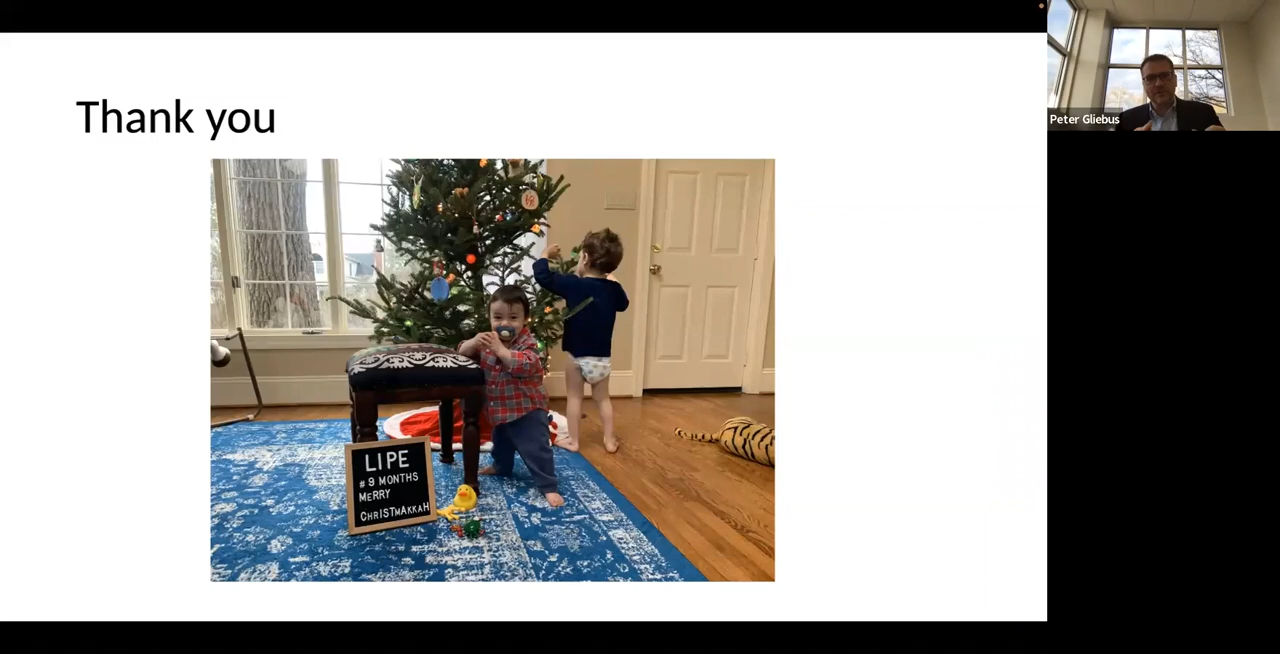 Thank you
Peter Gliebus
LIPE
# 9 MONTHS
MERRY
ChrISTmAKkaH